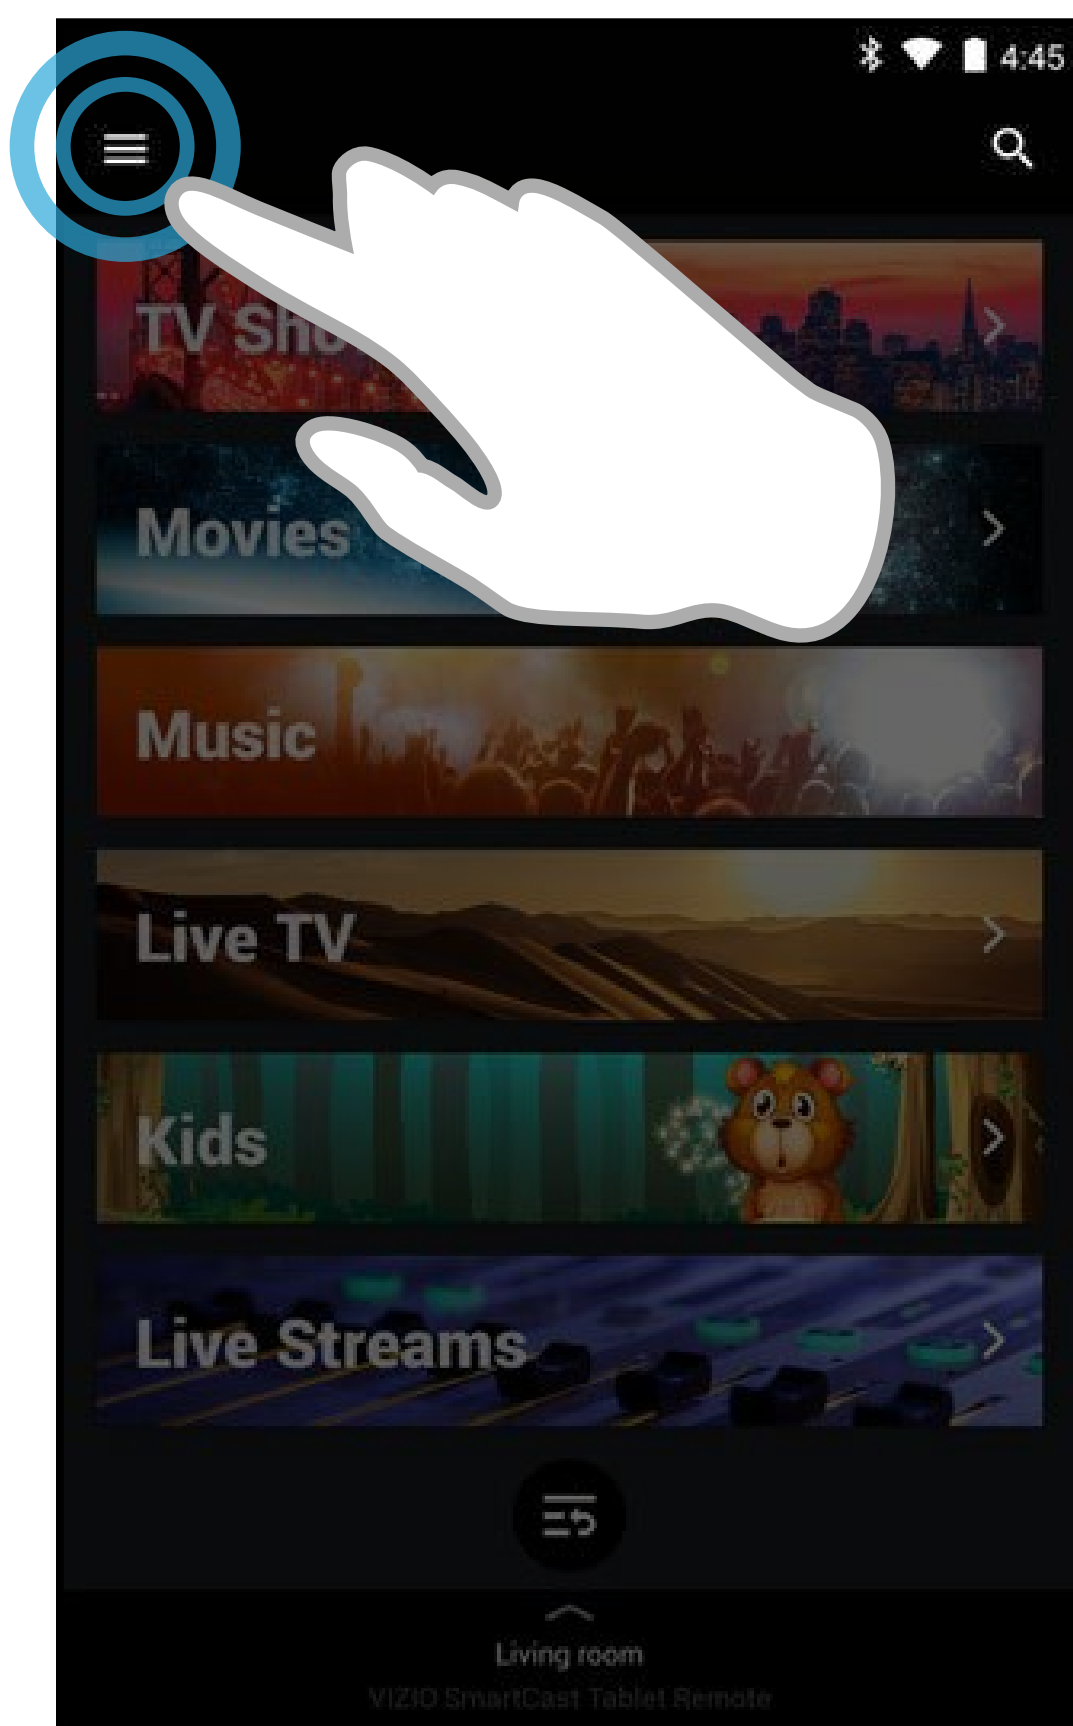 4:45
TV Sho
Movies
Music
Live TV
Kids
Live Streams
Living room
VIZIO SmartCast Tablet Remote